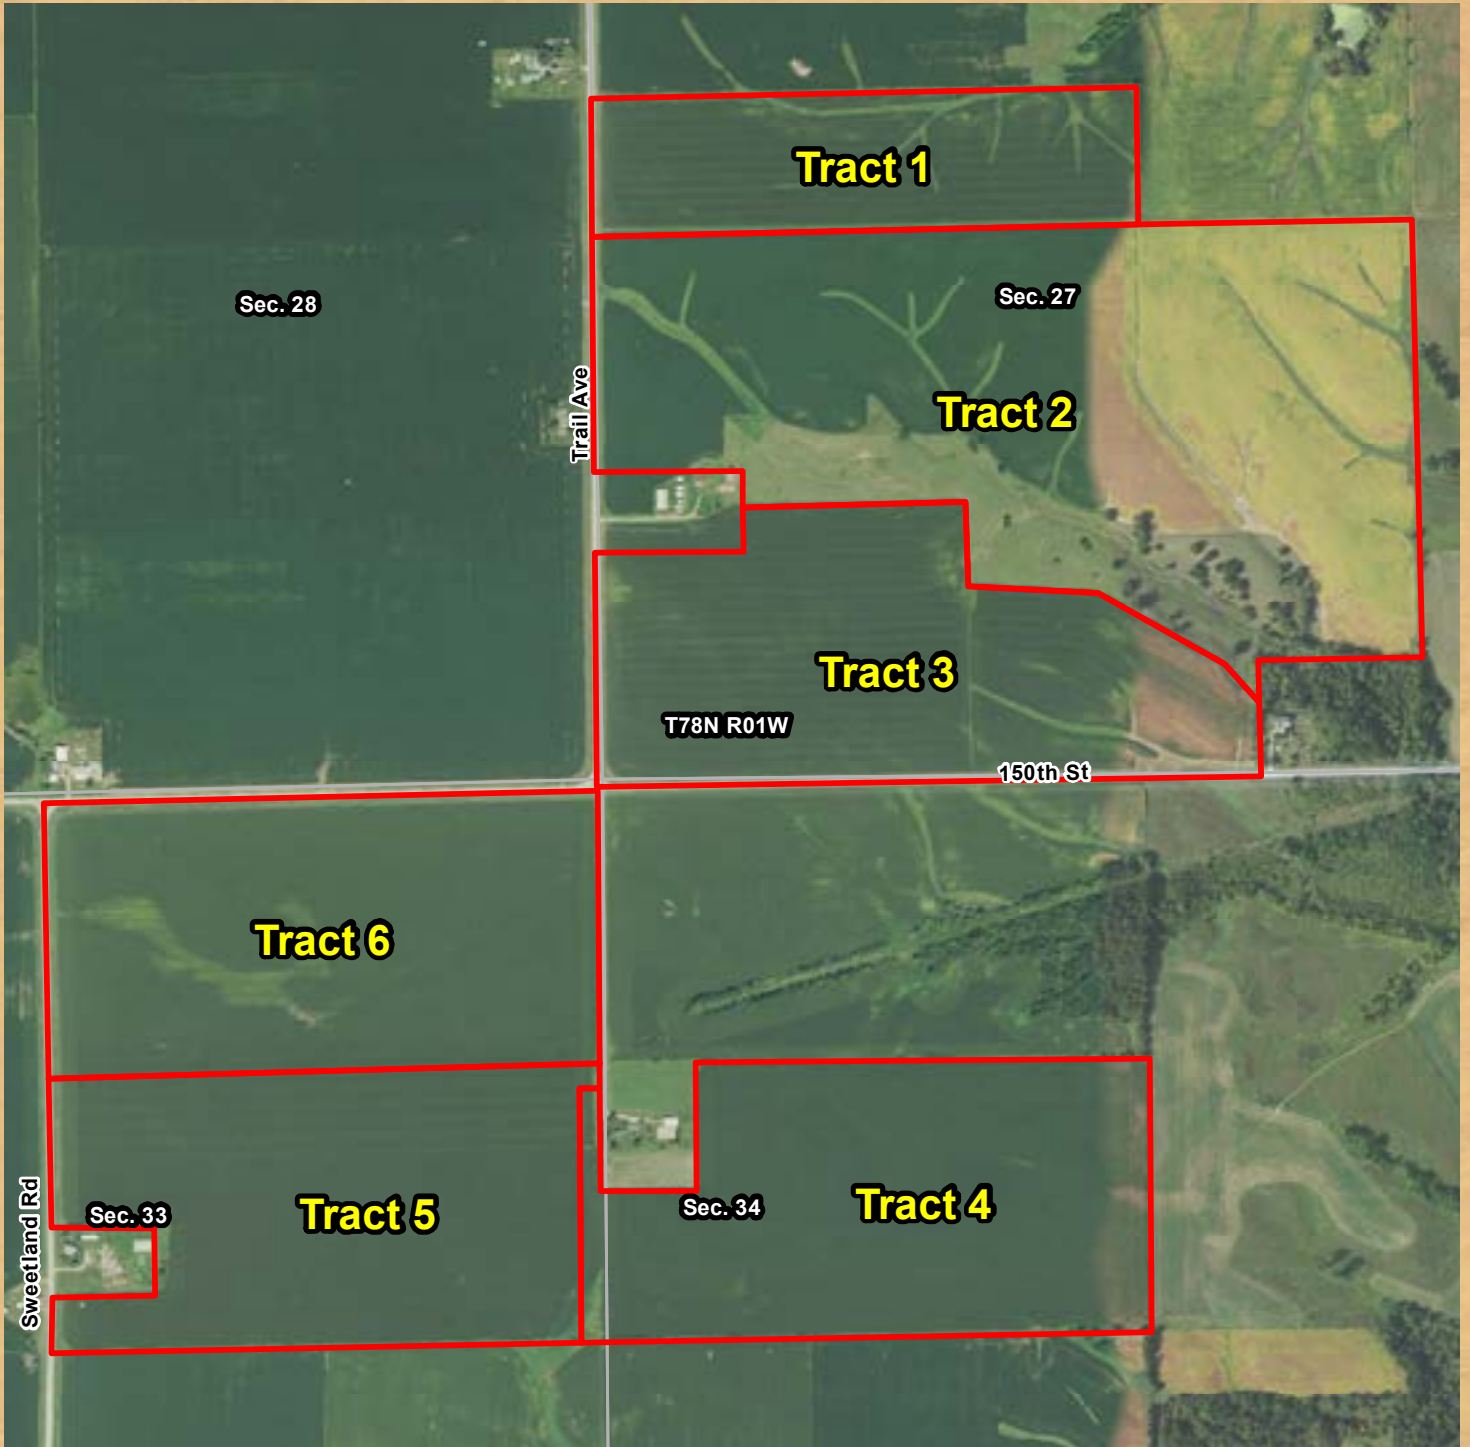 Tract 1
Sec. 28
Sec. 27
Trail Ave
Tract 2
Tract 3
T78N R01W
150th St
Tract 6
Sweetland Rd
Sec. 33
Tract 5
Sec. 34
Tract 4